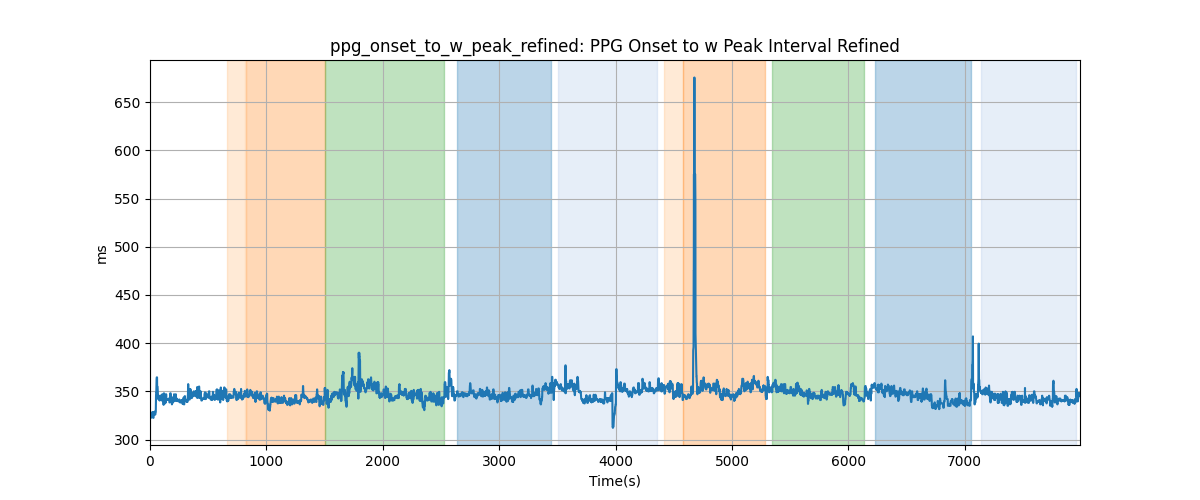 ppg_onset_to_w_peak_refined: PPG Onset to w Peak Interval Refined
ms
650
600
550
500
450
400
350
300
0 1000 2000 3000 4000 5000 6000 7000
Time(s)